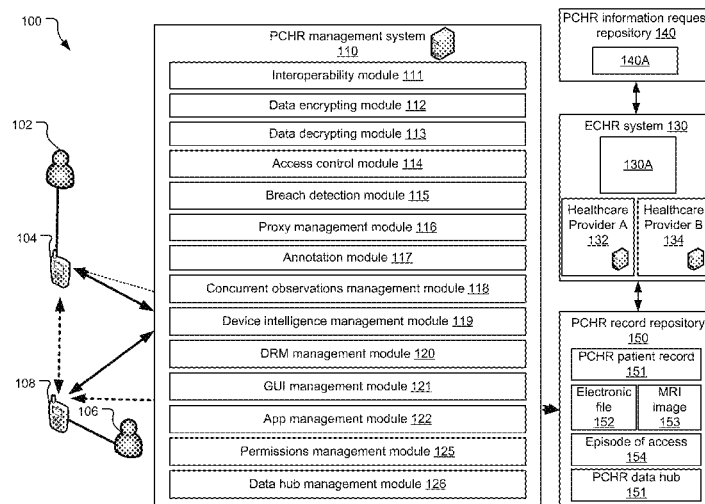 100
102
104
108
106
PCHR management system
110
Interoperability module 111
Data encrypting module 112
Data decrypting module 113
Access control module 114
Breach detection module 115
Proxy management module 116
Annotation module 117
Concurrent observations management module 118
Device intelligence management module 119
DRM management module 120
GUI management module 121
App management module 122
Permissions management module 125
Data hub management module 126
PCHR information request
repository 140
140A
ECHR system 130
130A
Healthcare
Provider A
132
Healthcare
Provider B
134
PCHR record repository
150
PCHR patient record
151
Electronic
file
152
MRI
image
153
Episode of access
154
PCHR data hub
151